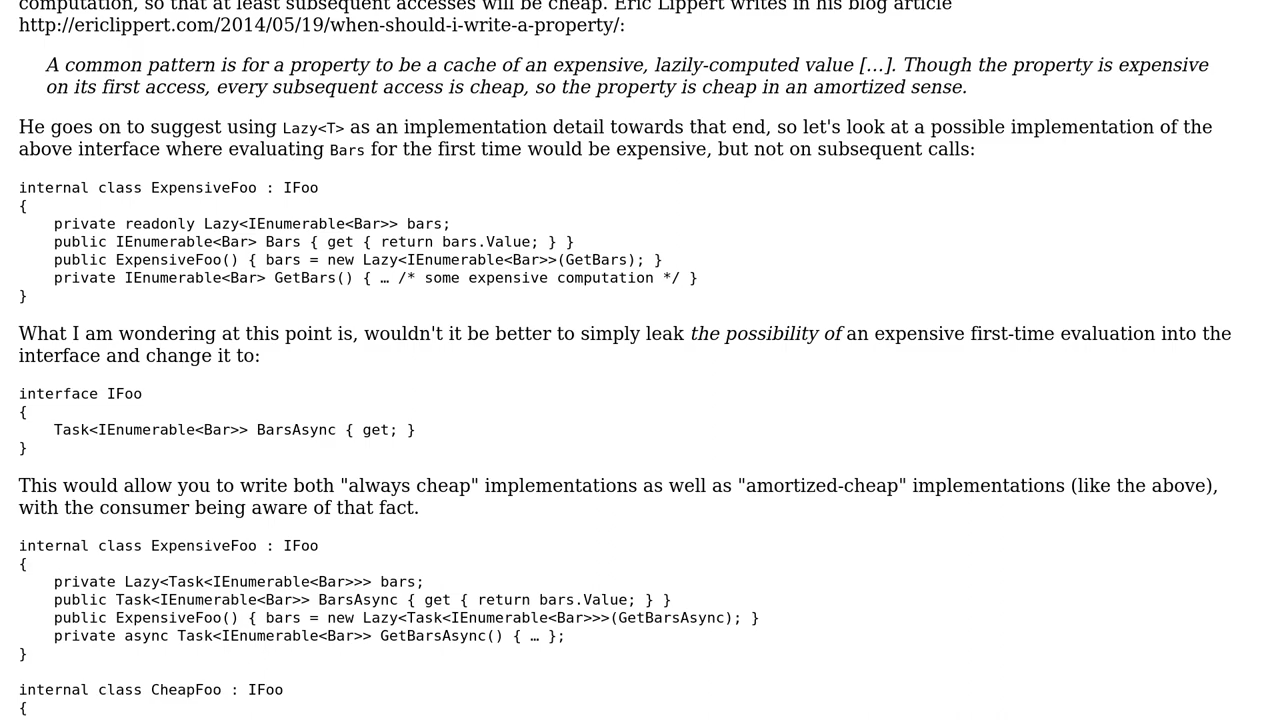 computation, so that at least subsequent accesses will be cheap. Eric Lippert writes in his blog article
http://ericlippert.com/2014/05/19/when-should-i-write-a-property/:
A common pattern is for a property to be a cache of an expensive, lazily-computed value […]. Though the property is expensive
on its first access, every subsequent access is cheap, so the property is cheap in an amortized sense.
He goes on to suggest using Lazy<T> as an implementation detail towards that end, so let's look at a possible implementation of the
above interface where evaluating Bars for the first time would be expensive, but not on subsequent calls:
internal class ExpensiveFoo : IFoo
{
    private readonly Lazy<IEnumerable<Bar>> bars;
    public IEnumerable<Bar> Bars { get { return bars.Value; } }
    public ExpensiveFoo() { bars = new Lazy<IEnumerable<Bar>>(GetBars); }
    private IEnumerable<Bar> GetBars() { … /* some expensive computation */ }
}
What I am wondering at this point is, wouldn't it be better to simply leak the possibility of an expensive first-time evaluation into the
interface and change it to:
interface IFoo
{
    Task<IEnumerable<Bar>> BarsAsync { get; }
}
This would allow you to write both "always cheap" implementations as well as "amortized-cheap" implementations (like the above),
with the consumer being aware of that fact.
internal class ExpensiveFoo : IFoo
{
    private Lazy<Task<IEnumerable<Bar>>> bars;
    public Task<IEnumerable<Bar>> BarsAsync { get { return bars.Value; } }
    public ExpensiveFoo() { bars = new Lazy<Task<IEnumerable<Bar>>>(GetBarsAsync); }
    private async Task<IEnumerable<Bar>> GetBarsAsync() { … };
}
internal class CheapFoo : IFoo
{